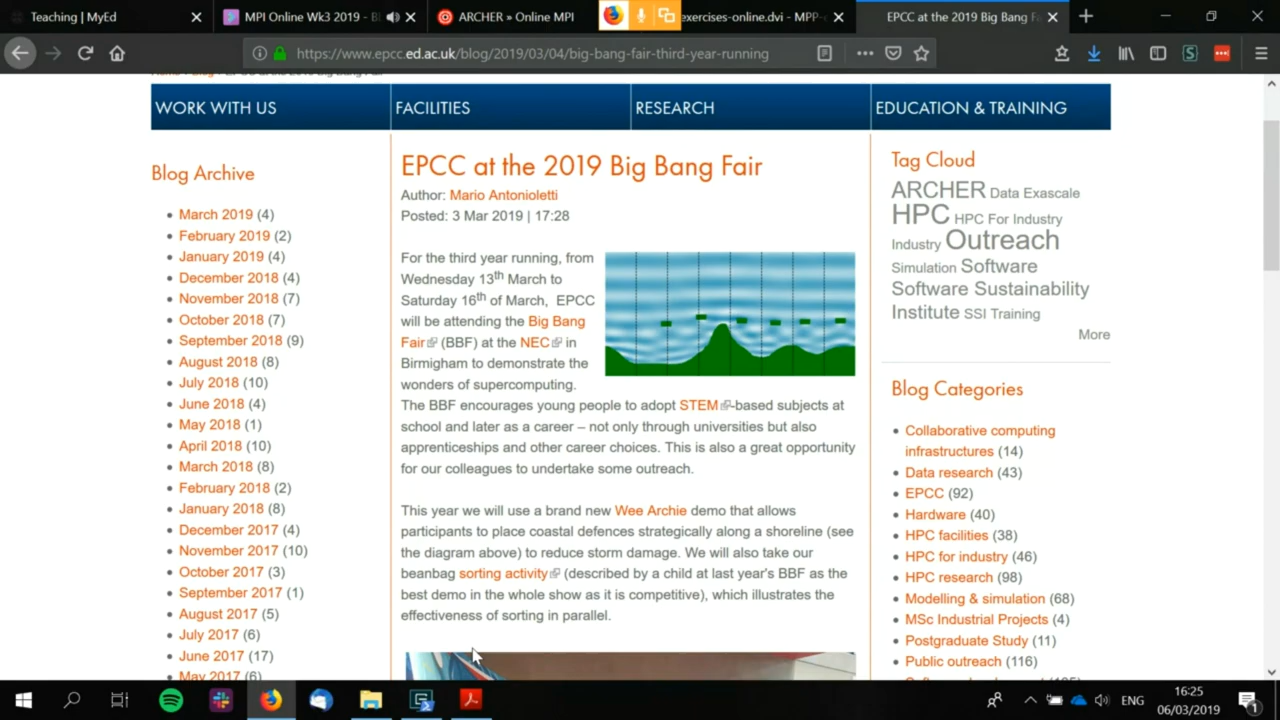 Teaching | MyEd
MPI Online Wk3 2019 - B
ARCHER » Online MPI
exercises-online.dvi - MPP-
EPCC at the 2019 Big Bang Fa
https://www.epcc.ed.ac.uk/blog/2019/03/04/big-bang-fair-third-year-running
WORK WITH US
FACILITIES
RESEARCH
EDUCATION & TRAINING
Blog Archive
March 2019 (4)
February 2019 (2)
January 2019 (4)
December 2018 (4)
November 2018 (7)
October 2018 (7)
September 2018 (9)
August 2018 (8)
July 2018 (10)
June 2018 (4)
May 2018 (1)
April 2018 (10)
March 2018 (8)
February 2018 (2)
January 2018 (8)
December 2017 (4)
November 2017 (10)
October 2017 (3)
September 2017 (1)
August 2017 (5)
July 2017 (6)
June 2017 (17)
May 2017 (6)
EPCC at the 2019 Big Bang Fair
Author: Mario Antonioletti
Posted: 3 Mar 2019 | 17:28
For the third year running, from
Wednesday 13th March to
Saturday 16th of March, EPCC
will be attending the Big Bang
Fair (BBF) at the NEC in
Birmigham to demonstrate the
wonders of supercomputing.
The BBF encourages young people to adopt STEM-based subjects at
school and later as a career – not only through universities but also
apprenticeships and other career choices. This is also a great opportunity
for our colleagues to undertake some outreach.
This year we will use a brand new Wee Archie demo that allows
participants to place coastal defences strategically along a shoreline (see
the diagram above) to reduce storm damage. We will also take our
beanbag sorting activity (described by a child at last year's BBF as the
best demo in the whole show as it is competitive), which illustrates the
effectiveness of sorting in parallel.
Tag Cloud
ARCHER Data Exascale
HPC HPC For Industry
Industry Outreach
Simulation Software
Software Sustainability
Institute SSI Training
More
Blog Categories
Collaborative computing
infrastructures (14)
Data research (43)
EPCC (92)
Hardware (40)
HPC facilities (38)
HPC for industry (46)
HPC research (98)
Modelling & simulation (68)
MSc Industrial Projects (4)
Postgraduate Study (11)
Public outreach (116)
ENG
16:25
06/03/2019
1